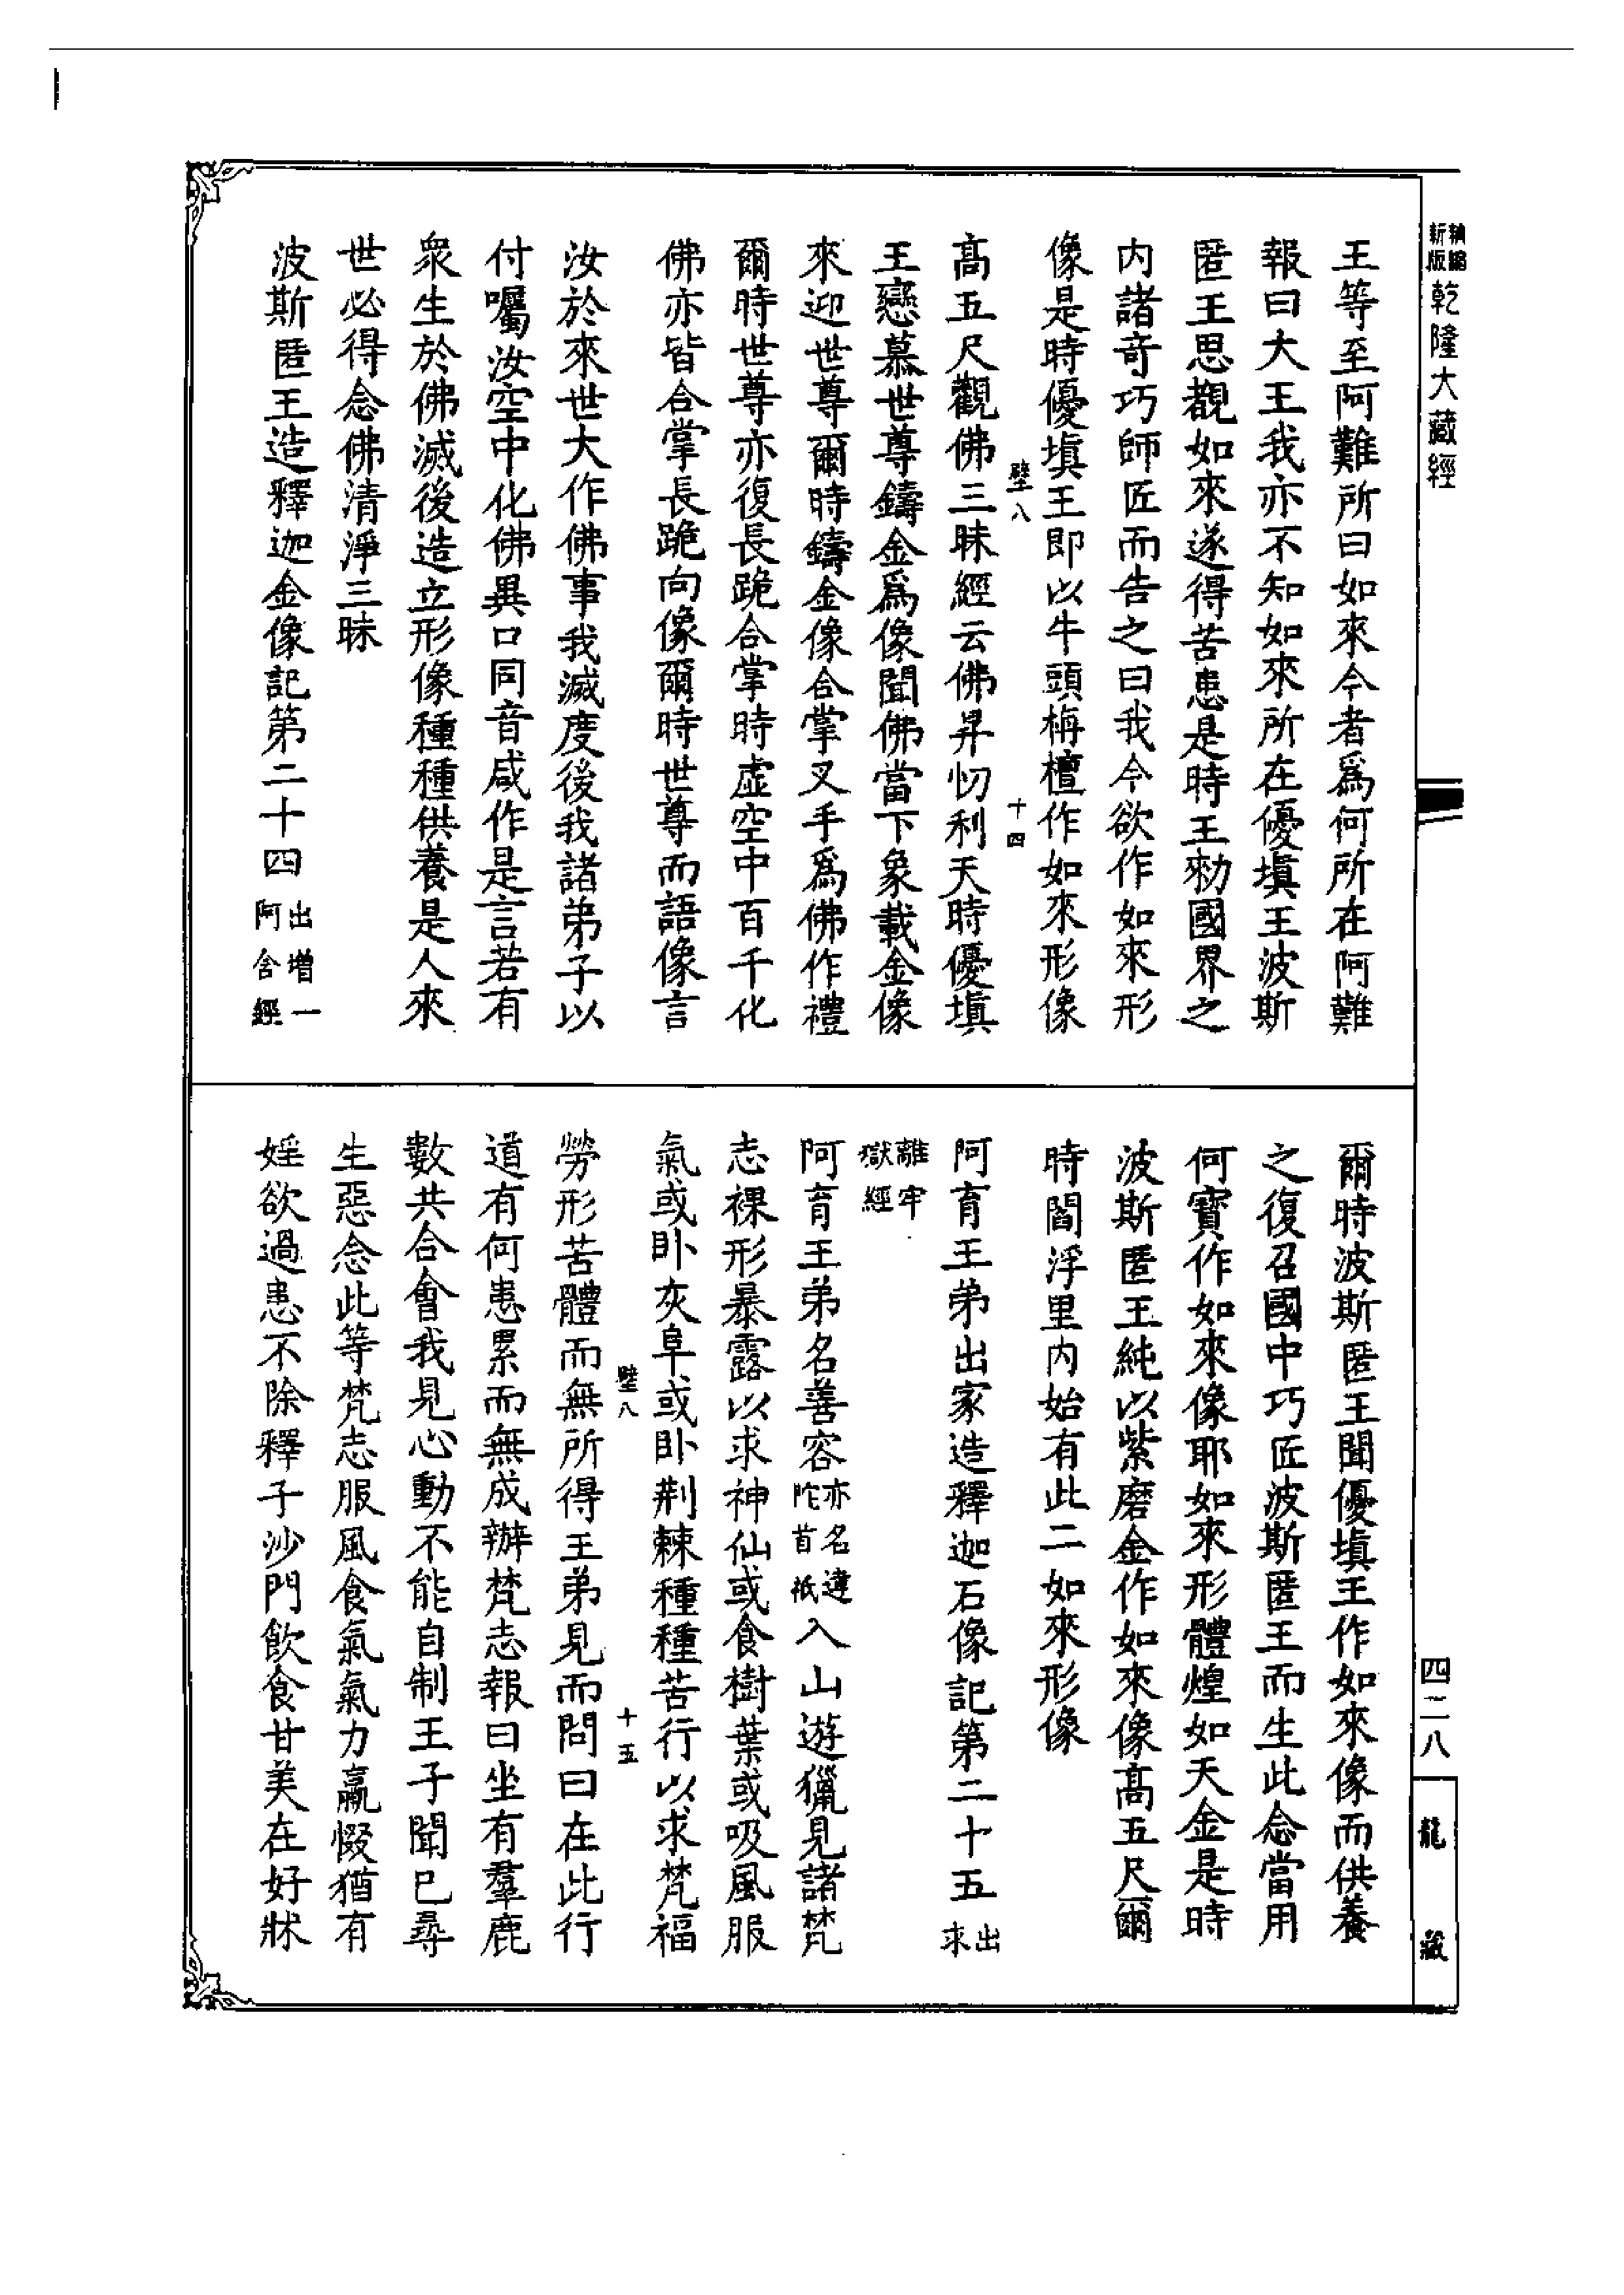 精縮新版乾隆大藏經
王等至阿難所曰如來今者爲何所在阿難
報曰大王我亦不知如來所在優塡王波斯
匿王思覩如來遂得苦患是時王勑國界之
内諸奇巧師匠而告之曰我今欲作如來形
像是時優塡王即以牛頭栴檀作如來形像
壁八 十四
高五尺觀佛三昧經云佛昇忉利天時優塡
王戀慕世尊鑄金爲像聞佛當下象載金像
來迎世尊爾時鑄金像合掌叉手爲佛作禮
爾時世尊亦復長跪合掌時虛空中百千化
佛亦皆合掌長跪向像爾時世尊而語像言
汝於來世大作佛事我滅度後我諸弟子以
付囑汝空中化佛異口同音咸作是言若有
衆生於佛滅後造立形像種種供養是人來
世必得念佛清淨三昧
波斯匿王造釋迦金像記第二十四出增一阿含經
爾時波斯匿王聞優塡王作如來像而供養
之復召國中巧匠波斯匿王而生此念當用
何寶作如來像耶如來形體煌如天金是時
波斯匿王純以紫磨金作如來像高五尺爾
時閻浮里内始有此二如來形像
阿育王弟出家造釋迦石像記第二十五出求
離牢獄經
阿育王弟名善容亦名違陀首祇入山遊獵見諸梵
志裸形暴露以求神仙或食樹葉或吸風服
氣或卧灰阜或卧荆棘種種苦行以求梵福
壁八 十五
勞形苦體而無所得王弟見而問曰在此行
道有何患累而無成辦梵志報曰坐有羣鹿
數共合會我見心動不能自制王子聞已尋
生惡念此等梵志服風食氣氣力羸惙猶有
婬欲過患不除釋子沙門飲食甘美在好牀
四二八
龍藏